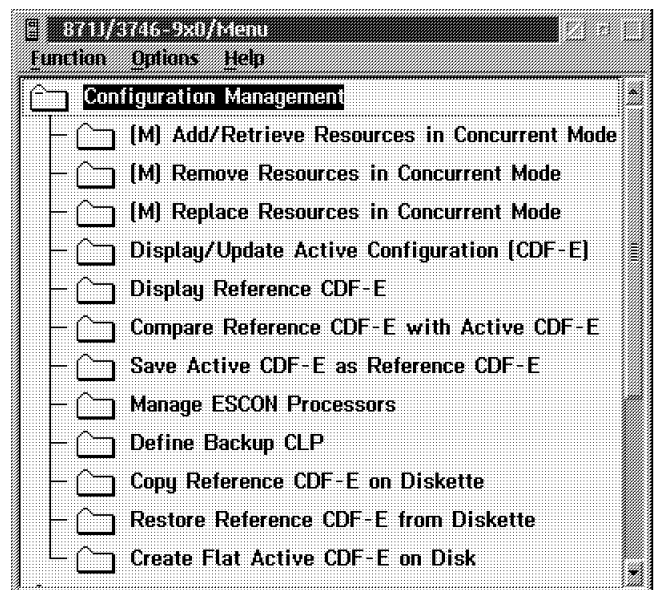 871J/3746-9x0/Menu
Function Options Help
Configuration Management
(M) Add/Retrieve Resources in Concurrent Mode
(M) Remove Resources in Concurrent Mode
(M) Replace Resources in Concurrent Mode
Display/Update Active Configuration (CDF-E)
Display Reference CDF-E
Compare Reference CDF-E with Active CDF-E
Save Active CDF-E as Reference CDF-E
Manage ESCON Processors
Define Backup CLP
Copy Reference CDF-E on Diskette
Restore Reference CDF-E from Diskette
Create Flat Active CDF-E on Disk